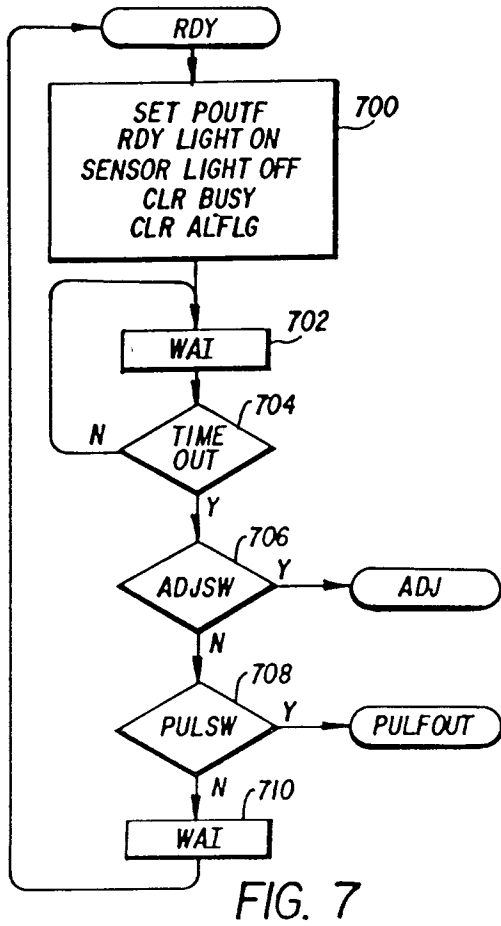 RDY
700
SET POUTF
RDY LIGHT ON
SENSOR LIGHT OFF
CLR BUSY
CLR ALFLG
702
WAI
704
N
TIME
OUT
Y
706
ADJSW
Y
ADJ
N
708
PULSW
Y
PULFOUT
N
710
WAI
FIG. 7